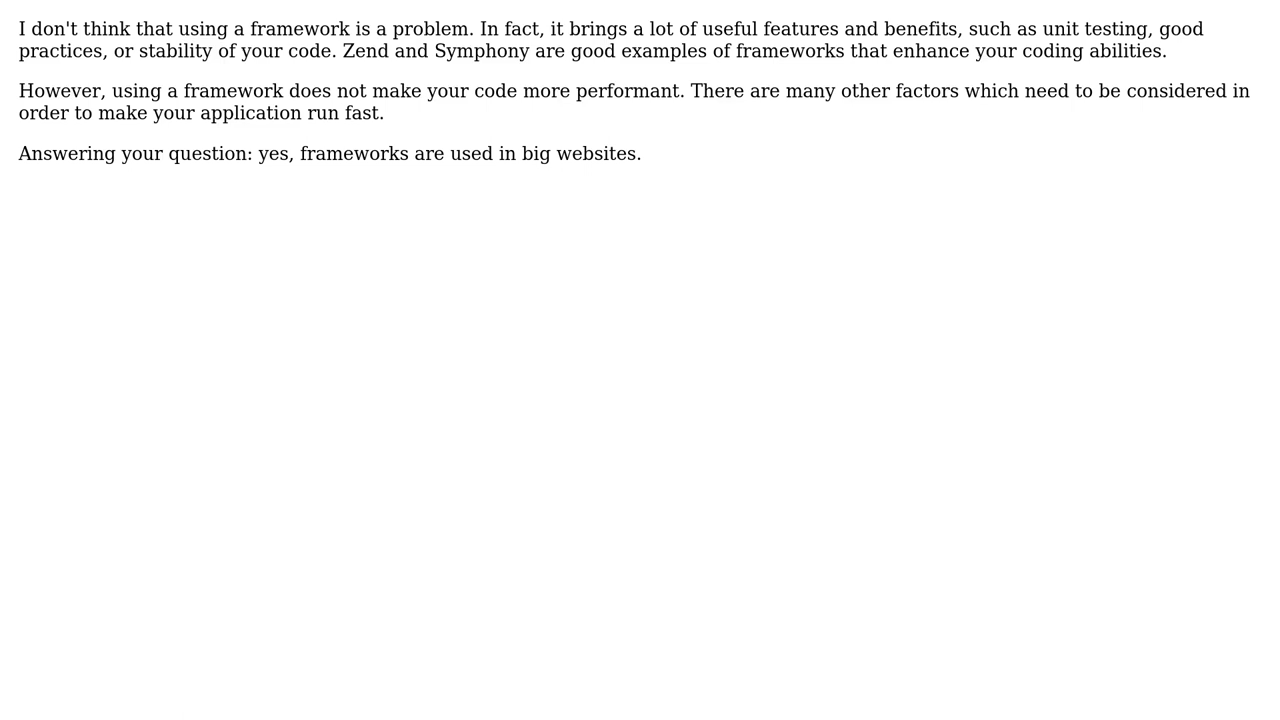 I don't think that using a framework is a problem. In fact, it brings a lot of useful features and benefits, such as unit testing, good
practices, or stability of your code. Zend and Symphony are good examples of frameworks that enhance your coding abilities.
However, using a framework does not make your code more performant. There are many other factors which need to be considered in
order to make your application run fast.
Answering your question: yes, frameworks are used in big websites.